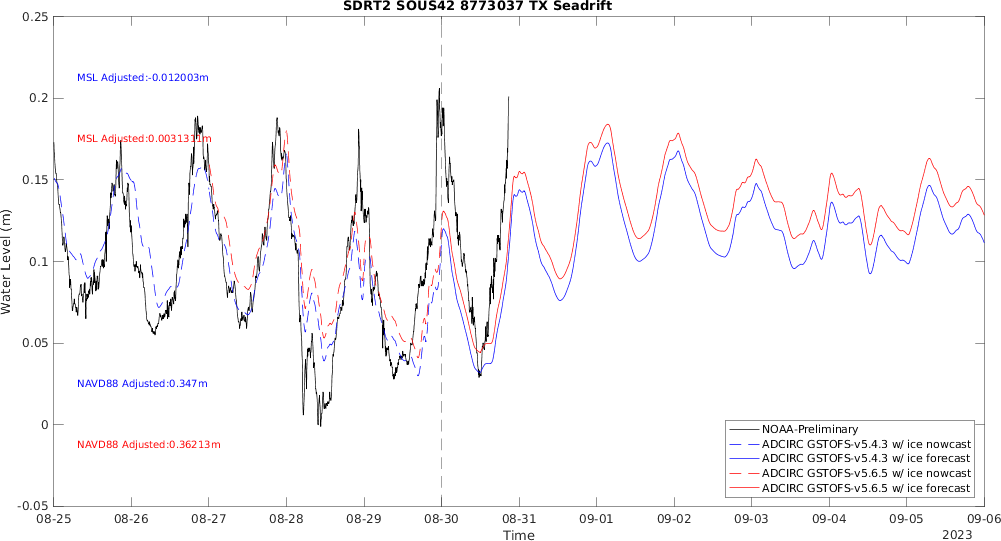 SDRT2 SOUS42 8773037 TX Seadrift
0.25
0.2
0.15
0.1
0.05
0
-0.05
Water Level (m)
MSL Adjusted:-0.012003m
MSL Adjusted:0.003131m
NAVD88 Adjusted:0.347m
NAVD88 Adjusted:0.36213m
NOAA-Preliminary
ADCIRC GSTOFS-v5.4.3 w/ ice nowcast
ADCIRC GSTOFS-v5.4.3 w/ ice forecast
ADCIRC GSTOFS-v5.6.5 w/ ice nowcast
ADCIRC GSTOFS-v5.6.5 w/ ice forecast
08-25 08-26 08-27 08-28 08-29 08-30 08-31 09-01 09-02 09-03 09-04 09-05 09-06
Time
2023